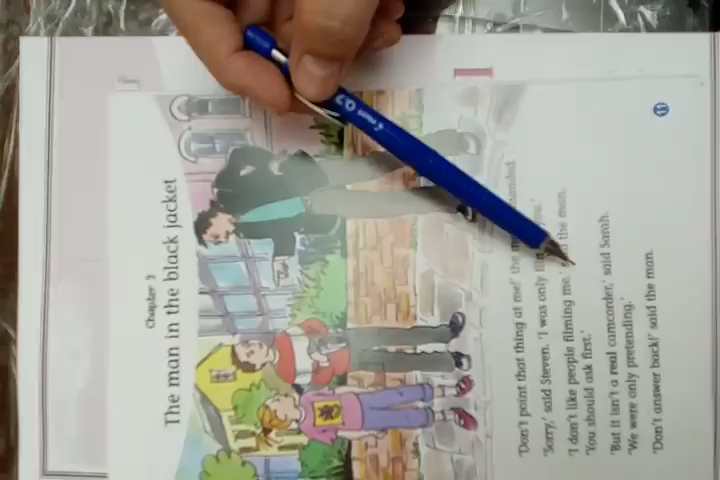 Chapter 3
The man in the black jacket
'Don't point that thing at me!' the
'Sorry,' said Steven. 'I was only
'I don't like people filming me,' said the man.
'You should ask first.'
'But it isn't a real camcorder,' said Sarah.
'We were only pretending.'
'Don't answer back!' said the man.
0.7